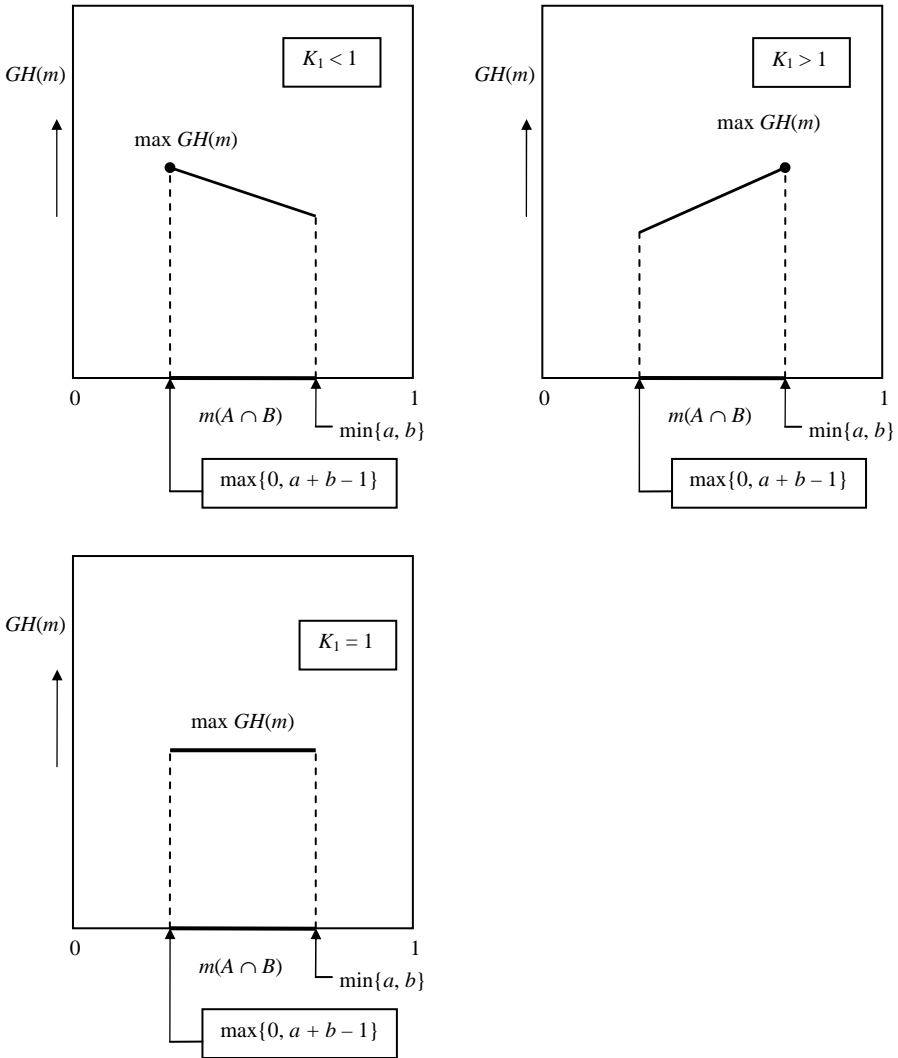 K₁ < 1
GH(m)
max GH(m)
0
1
m(A ∩ B)
min{a, b}
max{0, a + b – 1}
K₁ > 1
GH(m)
max GH(m)
0
1
m(A ∩ B)
min{a, b}
max{0, a + b – 1}
GH(m)
K₁ = 1
max GH(m)
0
1
m(A ∩ B)
min{a, b}
max{0, a + b – 1}